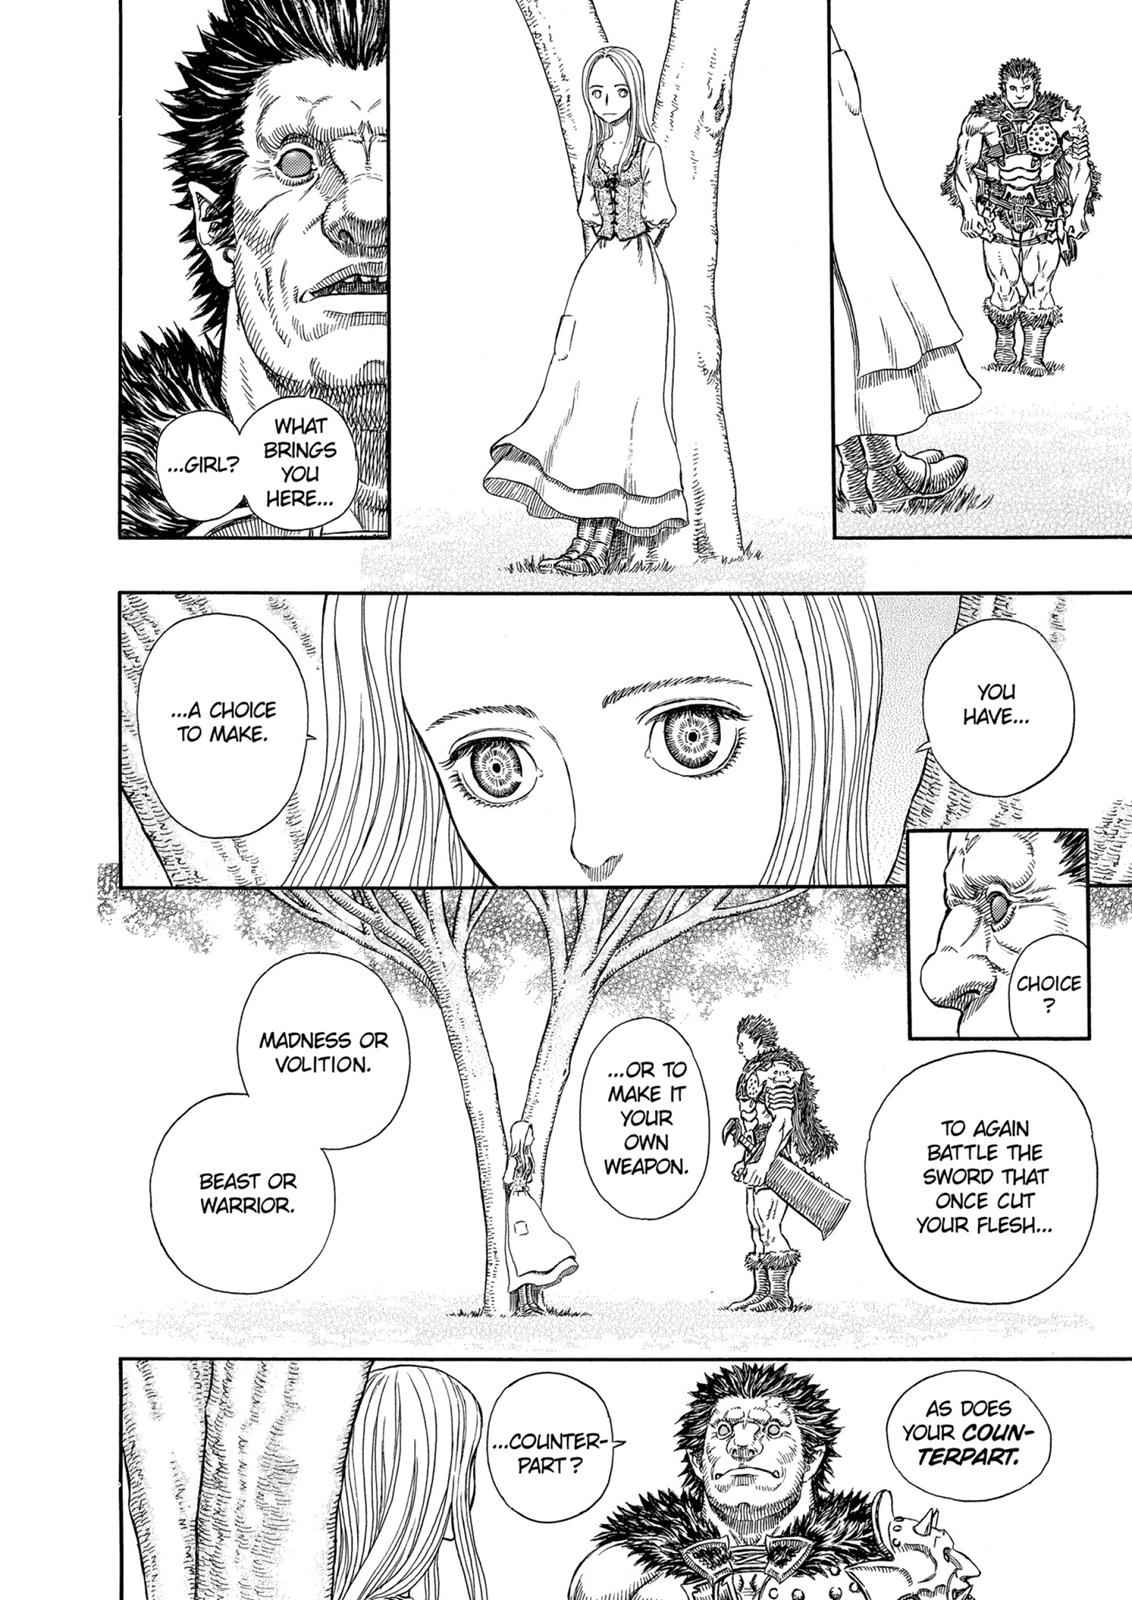 WHAT
BRINGS
YOU
HERE...
...GIRL?
YOU
HAVE...
...A CHOICE
TO MAKE.
CHOICE
?
TO AGAIN
BATTLE THE
SWORD THAT
ONCE CUT
YOUR FLESH...
...OR TO
MAKE IT
YOUR
OWN
WEAPON.
MADNESS OR
VOLITION.
BEAST OR
WARRIOR.
AS DOES
YOUR COUN-
TERPART.
...COUNTER-
PART?